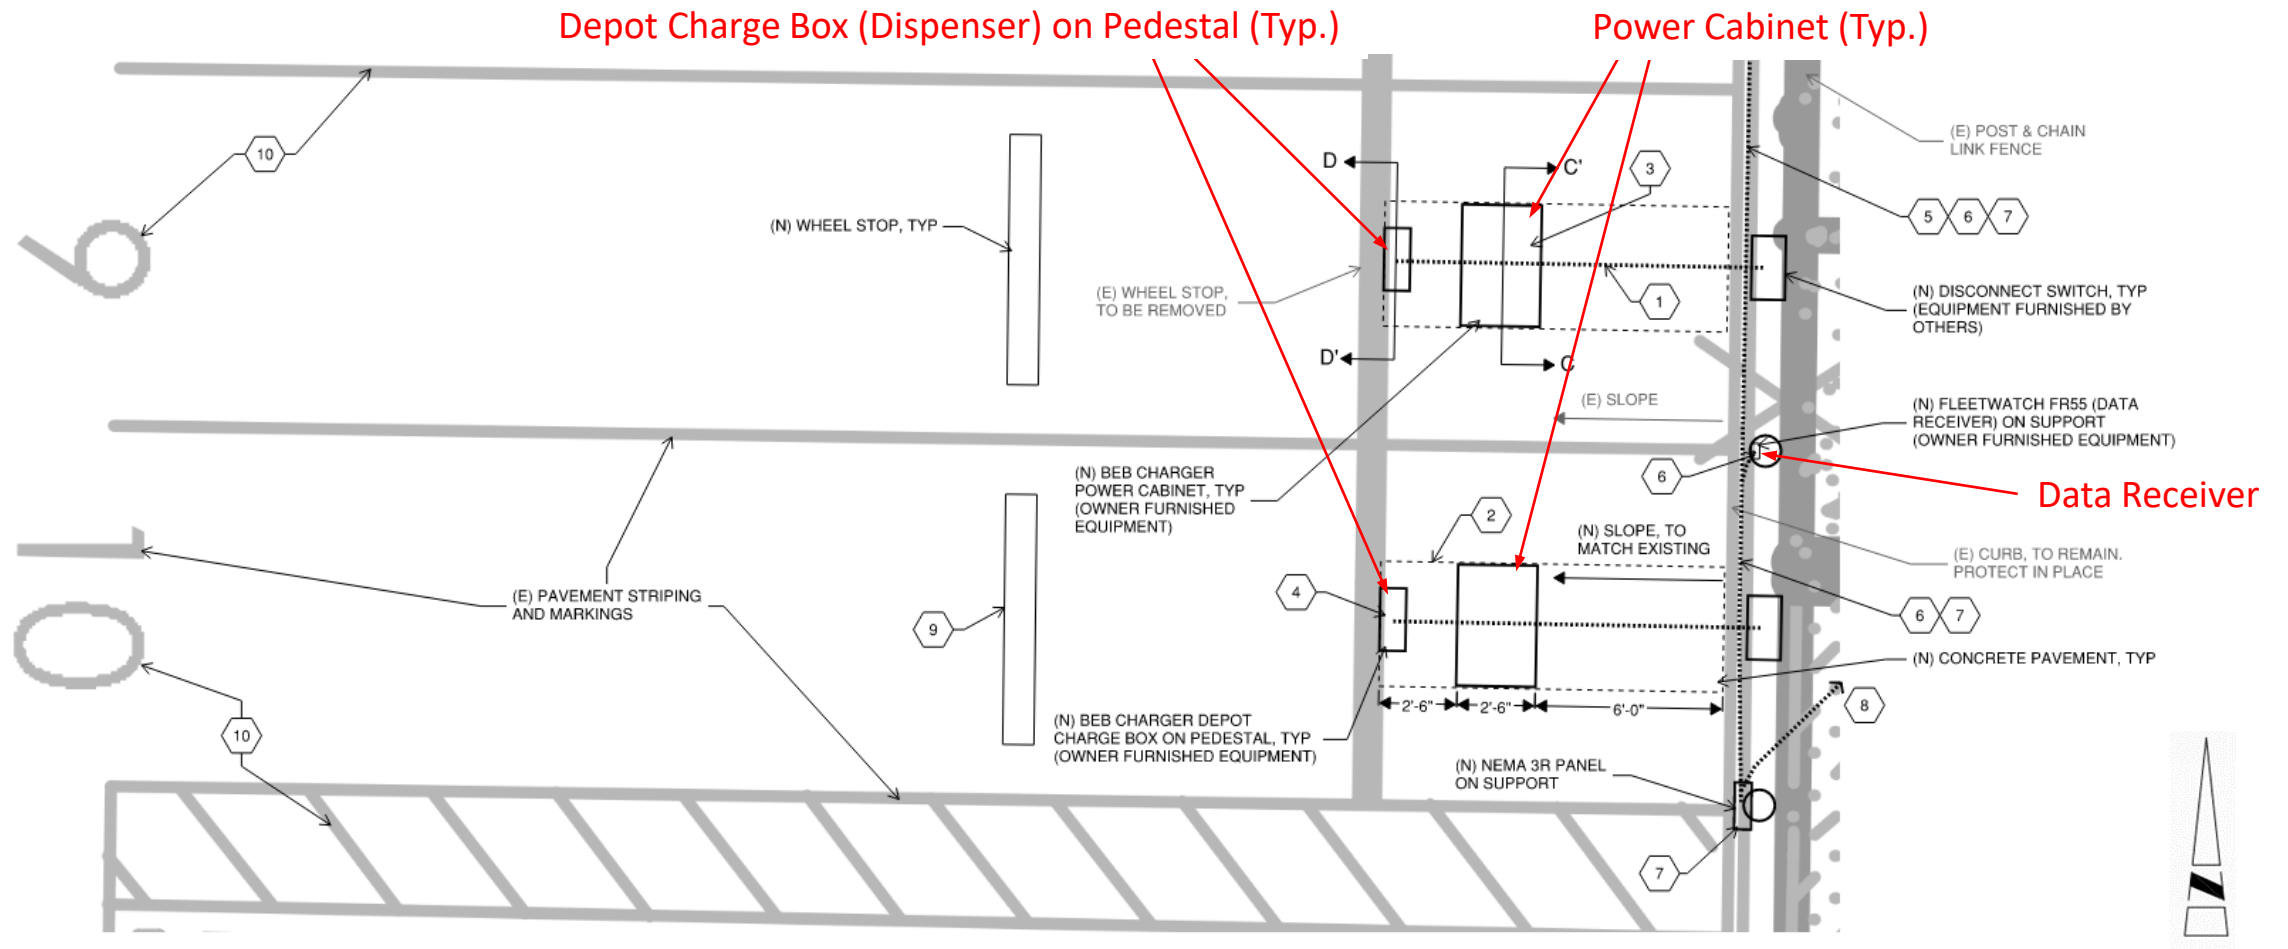 Depot Charge Box (Dispenser) on Pedestal (Typ.)
Power Cabinet (Typ.)
10
(E) POST & CHAIN
LINK FENCE
D
C'
3
5 6 7
(N) WHEEL STOP, TYP
9
(E) WHEEL STOP,
TO BE REMOVED
1
(N) DISCONNECT SWITCH, TYP
(EQUIPMENT FURNISHED BY
OTHERS)
D'
C
(E) SLOPE
(N) FLEETWATCH FR55 (DATA
RECEIVER) ON SUPPORT
(OWNER FURNISHED EQUIPMENT)
6
Data Receiver
(N) BEB CHARGER
POWER CABINET, TYP
(OWNER FURNISHED
EQUIPMENT)
2
(N) SLOPE, TO
MATCH EXISTING
(E) CURB, TO REMAIN.
PROTECT IN PLACE
10
(E) PAVEMENT STRIPING
AND MARKINGS
9
4
6 7
(N) CONCRETE PAVEMENT, TYP
2'-6"
2'-6"
6'-0"
8
10
(N) BEB CHARGER DEPOT
CHARGE BOX ON PEDESTAL, TYP
(OWNER FURNISHED EQUIPMENT)
(N) NEMA 3R PANEL
ON SUPPORT
7
N